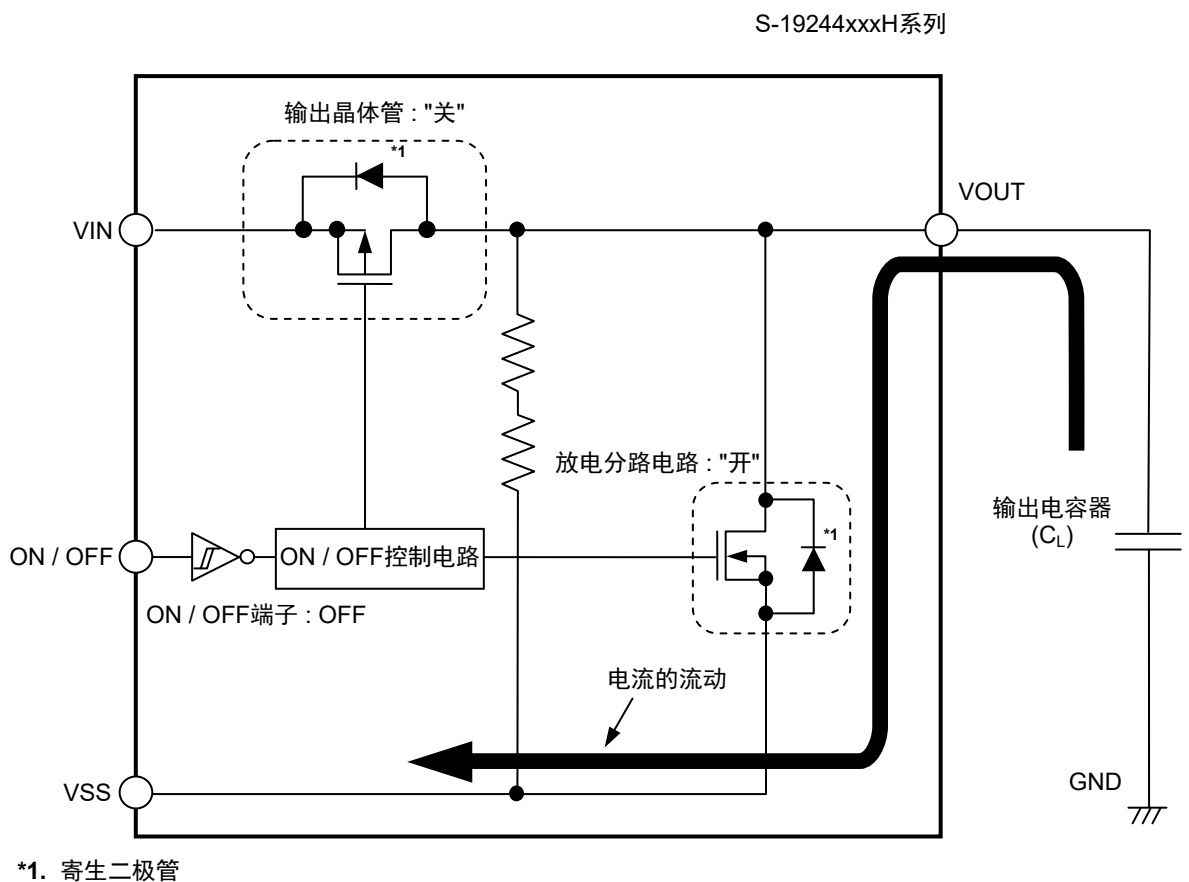 S-19244xxxH系列
输出晶体管 : "关"
*1
VIN
VOUT
放电分路电路 : "开"
*1
输出电容器
(CL)
ON / OFF
ON / OFF控制电路
ON / OFF端子 : OFF
电流的流动
VSS
GND
*1. 寄生二极管